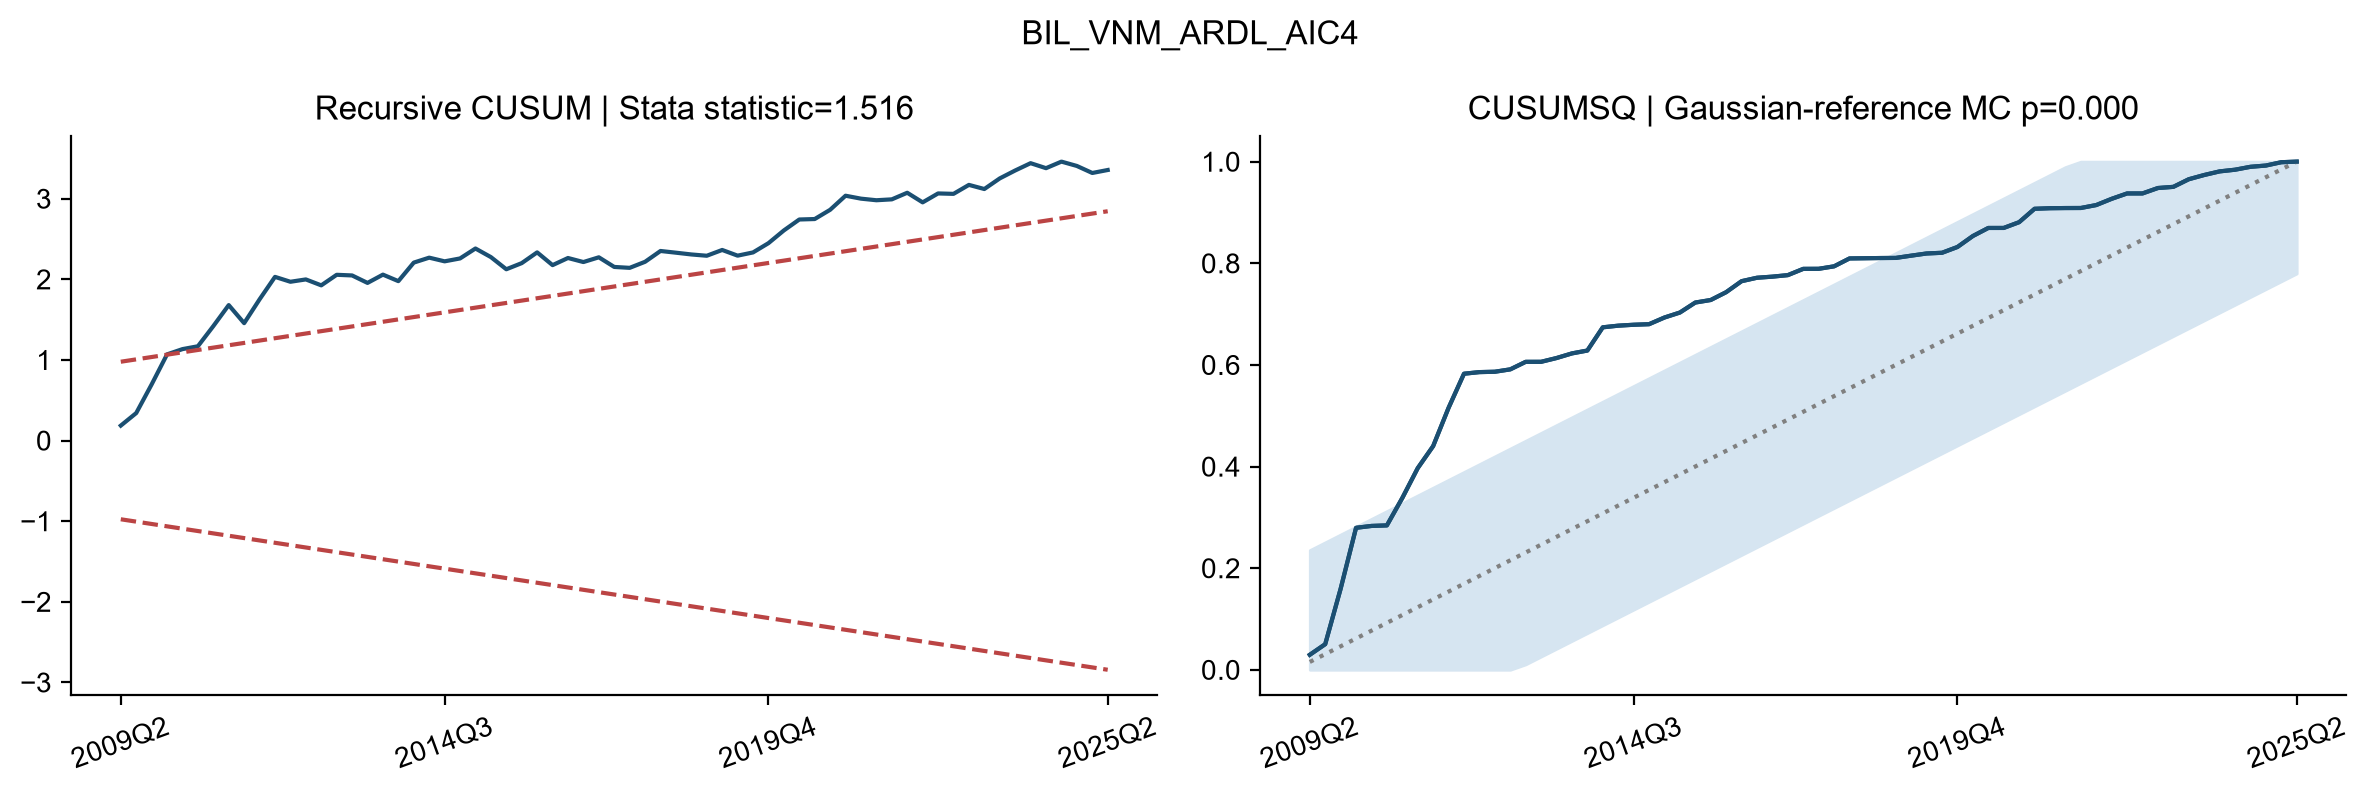 BIL_VNM_ARDL_AIC4
Recursive CUSUM | Stata statistic=1.516
3
2
1
0
−1
−2
−3
2009Q2
2014Q3
2019Q4
2025Q2
CUSUMSQ | Gaussian-reference MC p=0.000
1.0
0.8
0.6
0.4
0.2
0.0
2009Q2
2014Q3
2019Q4
2025Q2